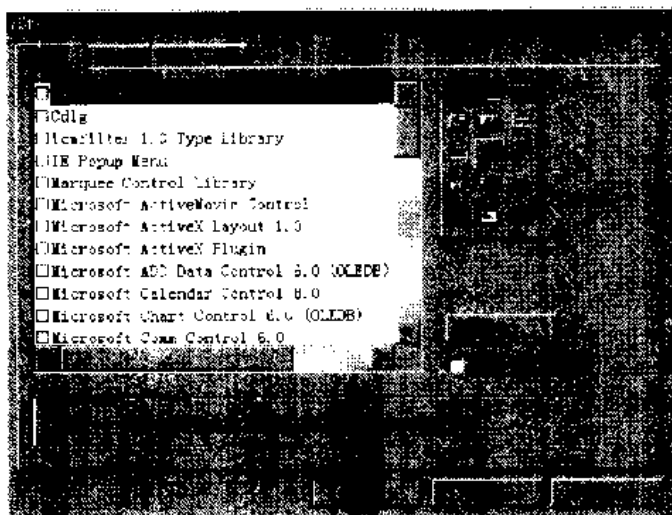 Cdlg
1.0 Type Library
IE Popup Menu
Marquee Control Library
Microsoft ActiveMovie Control
Microsoft ActiveX Layout 1.0
Microsoft ActiveX Plugin
Microsoft ADO Data Control 6.0 (OLEDB)
Microsoft Calendar Control 8.0
Microsoft Chart Control 6.0 (OLEDB)
Microsoft Comm Control 6.0